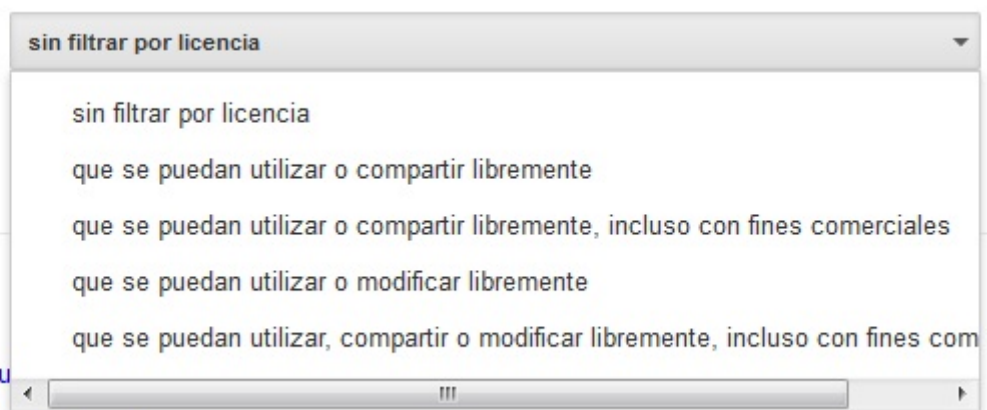 sin filtrar por licencia
sin filtrar por licencia
que se puedan utilizar o compartir libremente
que se puedan utilizar o compartir libremente, incluso con fines comerciales
que se puedan utilizar o modificar libremente
que se puedan utilizar, compartir o modificar libremente, incluso con fines com
u